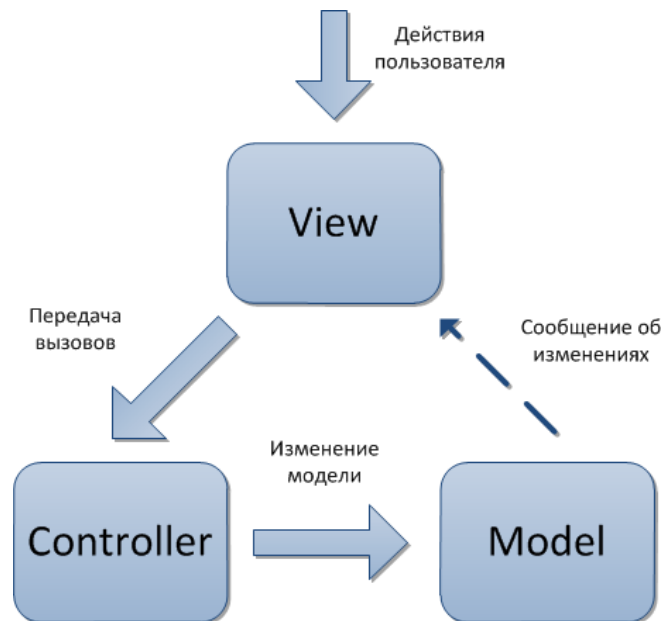 Действия
пользователя
View
Передача
вызовов
Сообщение об
изменениях
Изменение
модели
Controller
Model